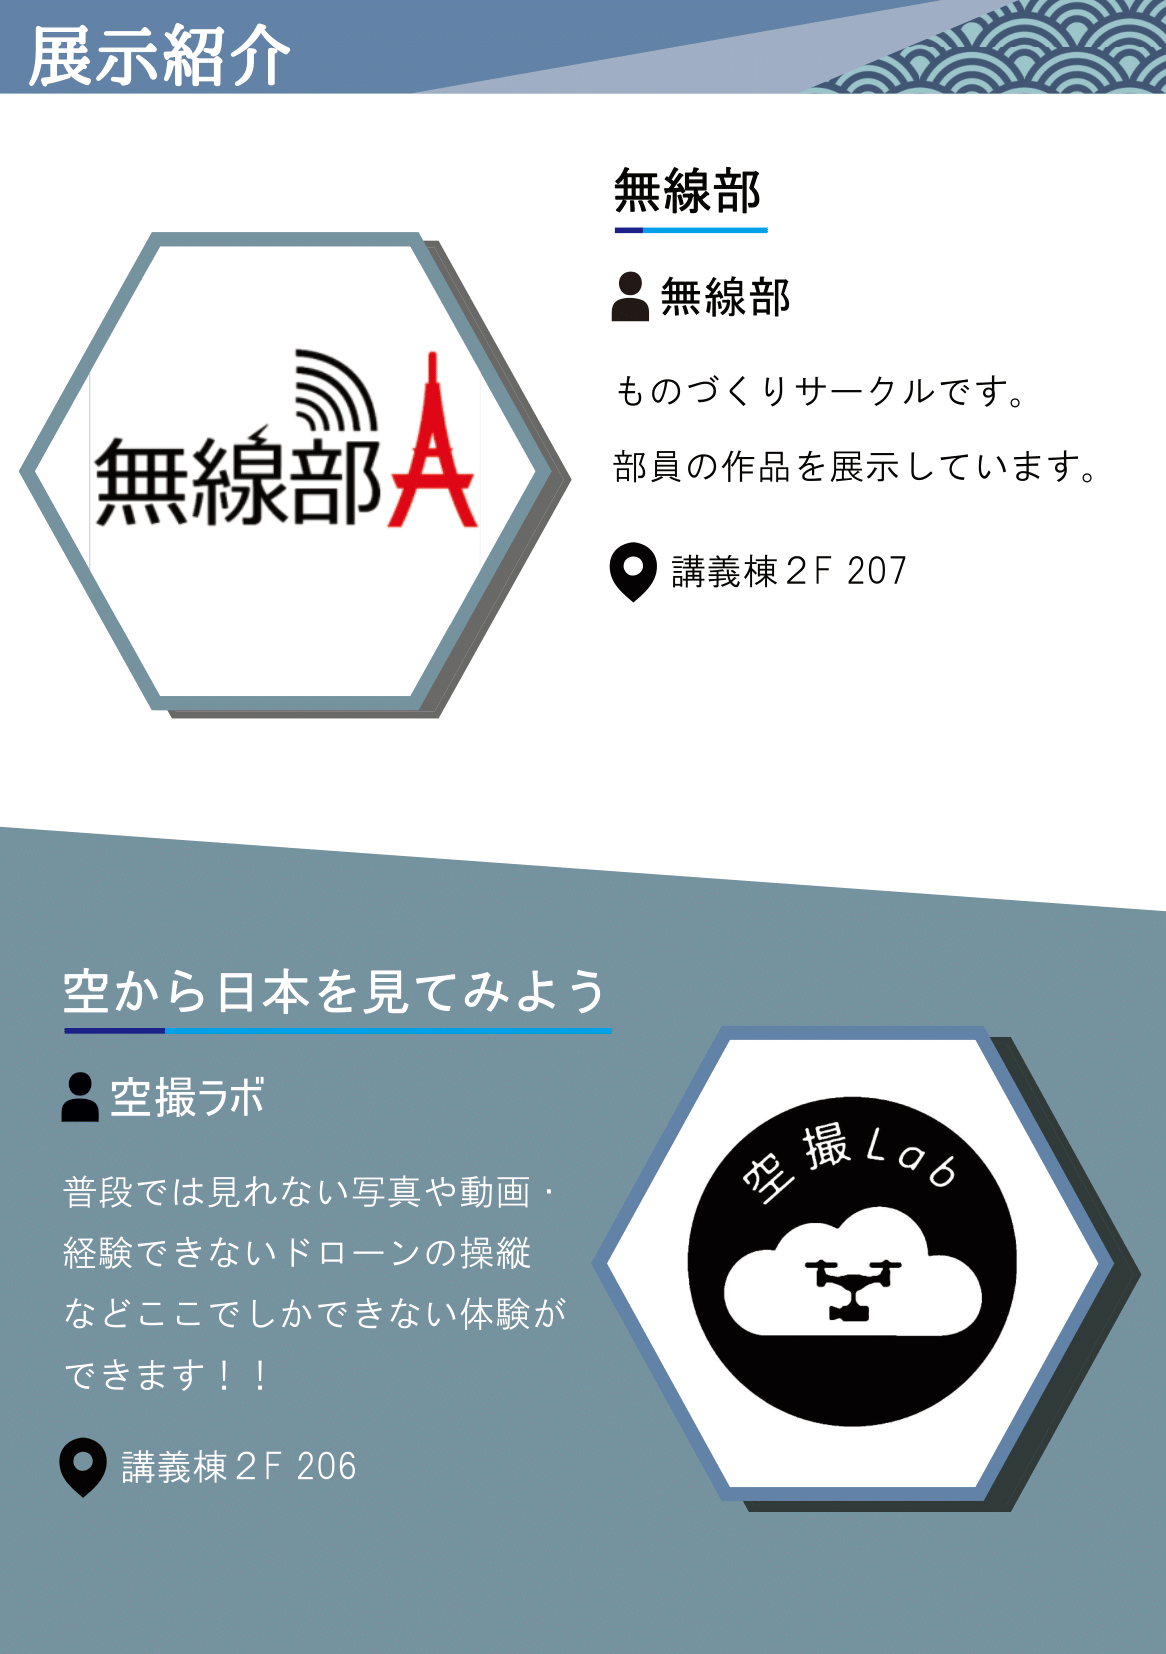 展示紹介
無線部
無線部
ものづくりサークルです。
部員の作品を展示しています。
講義棟２F 207
無線部
空から日本を見てみよう
空撮ラボ
普段では見れない写真や動画・
経験できないドローンの操縦
などここでしかできない体験が
できます！！
講義棟２F 206
空撮Lab